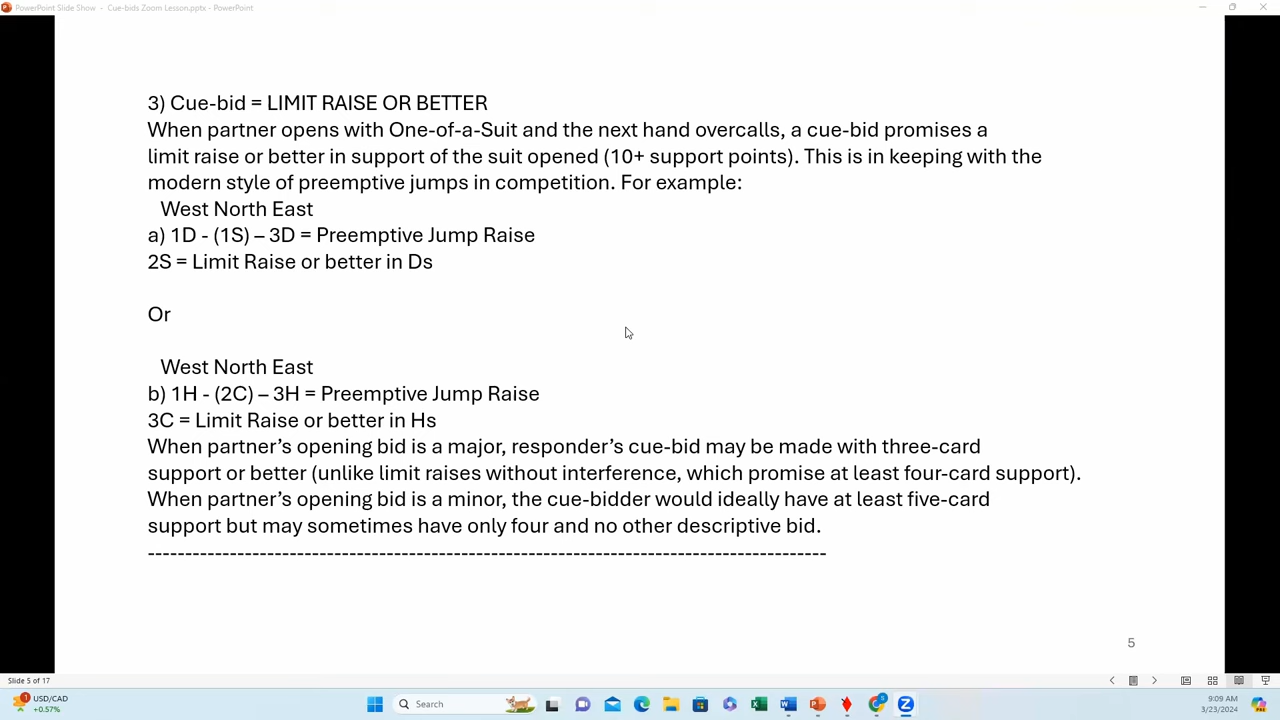 PowerPoint Slide Show - Cue-bids Zoom Lesson.pptx - PowerPoint
3) Cue-bid = LIMIT RAISE OR BETTER
When partner opens with One-of-a-Suit and the next hand overcalls, a cue-bid promises a
limit raise or better in support of the suit opened (10+ support points). This is in keeping with the
modern style of preemptive jumps in competition. For example:
West North East
a) 1D - (1S) – 3D = Preemptive Jump Raise
2S = Limit Raise or better in Ds
Or
West North East
b) 1H - (2C) – 3H = Preemptive Jump Raise
3C = Limit Raise or better in Hs
When partner’s opening bid is a major, responder’s cue-bid may be made with three-card
support or better (unlike limit raises without interference, which promise at least four-card support).
When partner’s opening bid is a minor, the cue-bidder would ideally have at least five-card
support but may sometimes have only four and no other descriptive bid.
-------------------------------------------------------------------------------------------
5
Slide 5 of 17
1
USD/CAD
+0.57%
Search
9:09 AM
3/23/2024